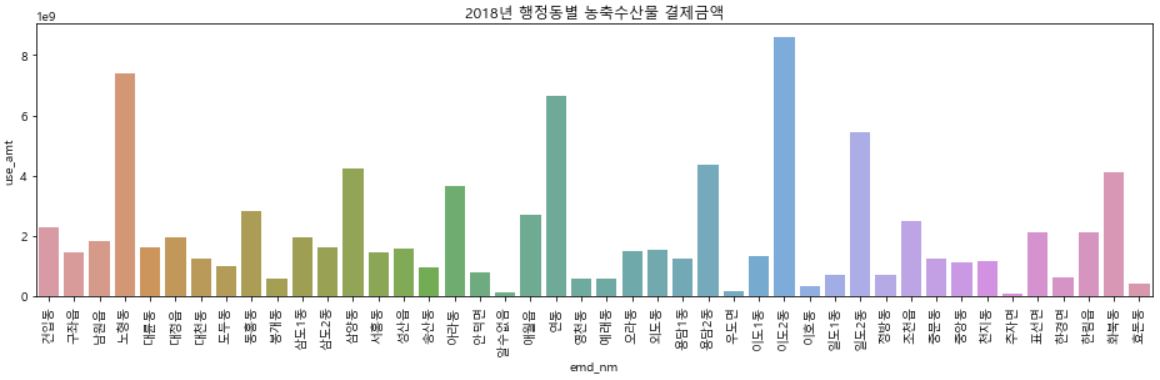 2018년 행정동별 농축수산물 결제금액
1e9
8
6
4
2
0
use_amt
건입동
구좌읍
남원읍
노형동
대륜동
대정읍
대천동
도두동
동홍동
봉개동
삼도1동
삼도2동
삼양동
서홍동
성산읍
송산동
아라동
안덕면
알수없음
애월읍
연동
영천동
예래동
오라동
외도동
용담1동
용담2동
우도면
이도1동
이도2동
이호동
일도1동
일도2동
정방동
조천읍
중문동
중앙동
천지동
추자면
표선면
한경면
한림읍
화북동
효돈동
emd_nm